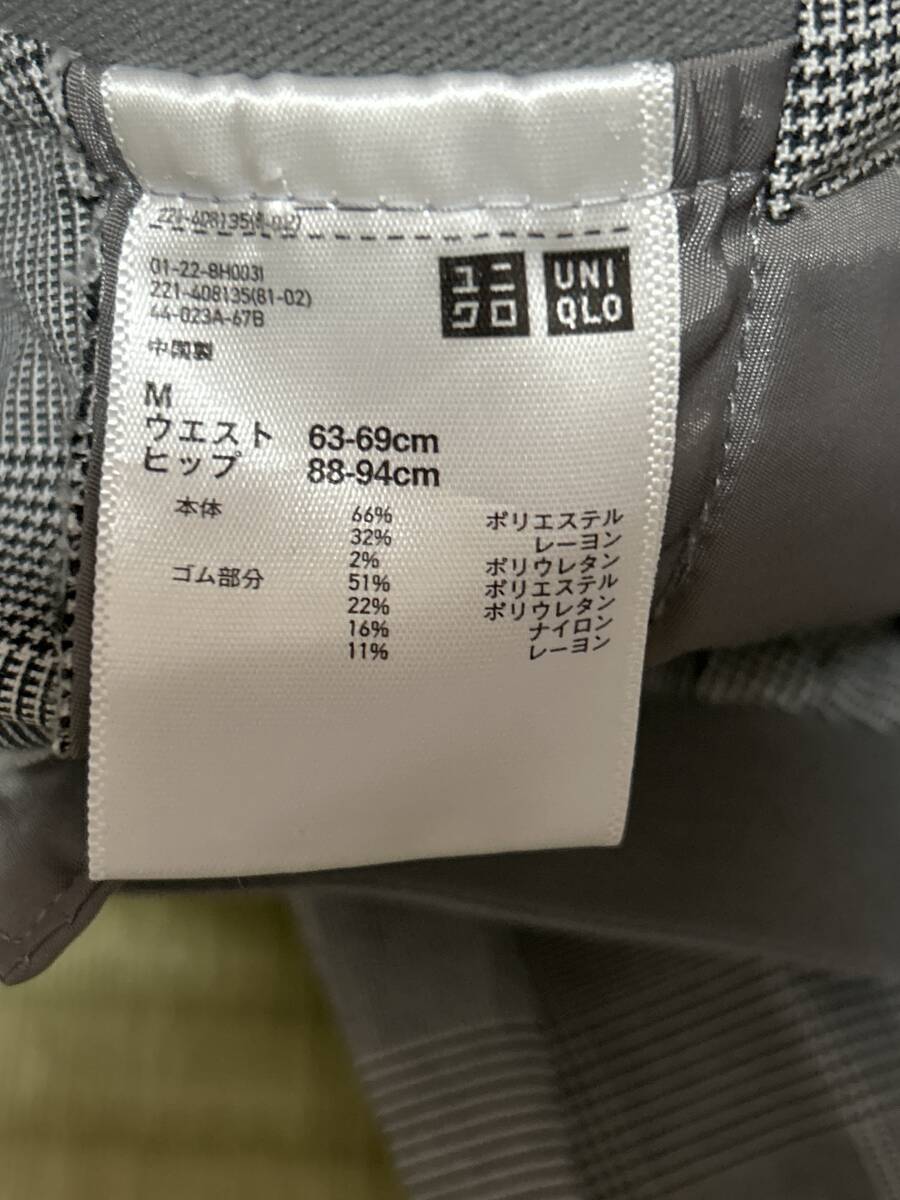 221-408135(8-02)
01-22-8H003I
221-408135(81-02)
44-023A-67B
ユニ
クロ
UNI
QLO
中国製
M
ウエスト 63-69cm
ヒップ 88-94cm
本体 66% ポリエステル
32% レーヨン
2% ポリウレタン
ゴム部分 51% ポリエステル
22% ポリウレタン
16% ナイロン
11% レーヨン